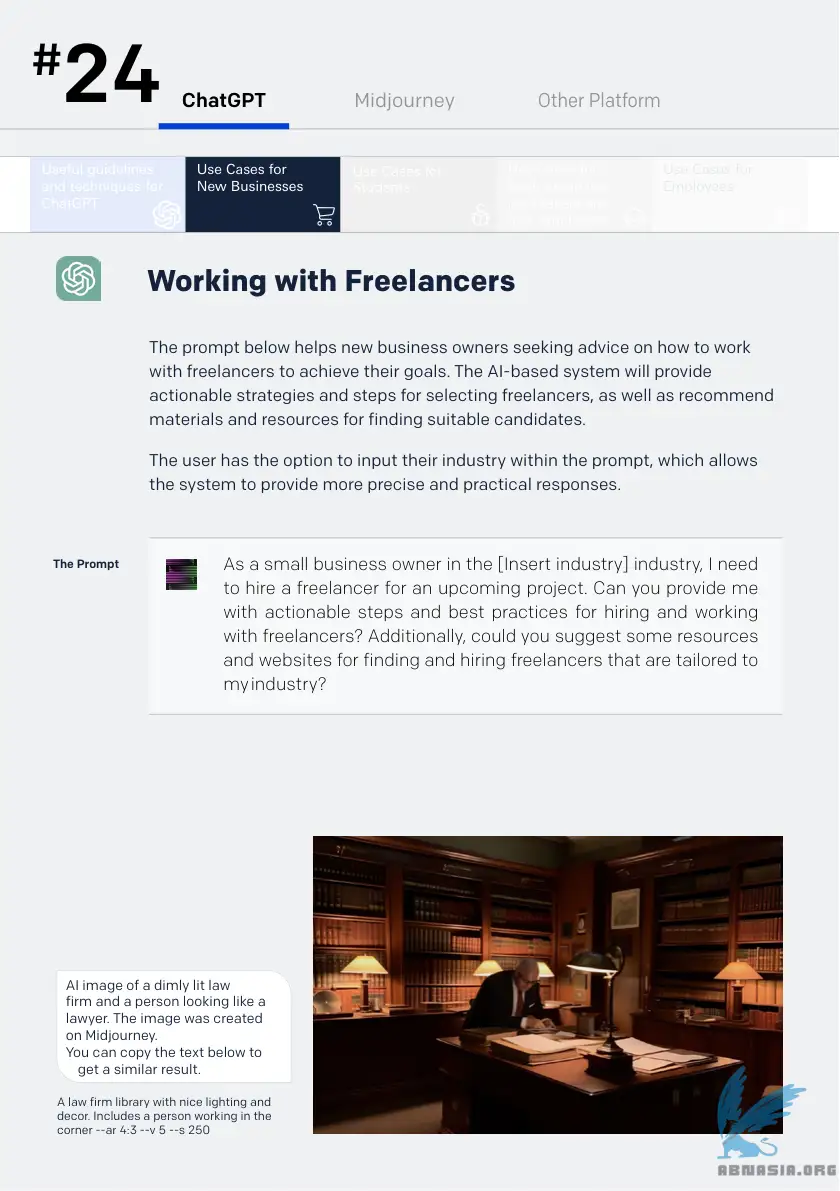 #24
ChatGPT
Midjourney
Other Platform
Useful guidelines
and techniques for
ChatGPT
Use Cases for
New Businesses
Use Cases for
Students
Use Cases for
Employees
Working with Freelancers
The prompt below helps new business owners seeking advice on how to work
with freelancers to achieve their goals. The AI-based system will provide
actionable strategies and steps for selecting freelancers, as well as recommend
materials and resources for finding suitable candidates.
The user has the option to input their industry within the prompt, which allows
the system to provide more precise and practical responses.
The Prompt
As a small business owner in the [Insert industry] industry, I need
to hire a freelancer for an upcoming project. Can you provide me
with actionable steps and best practices for hiring and working
with freelancers? Additionally, could you suggest some resources
and websites for finding and hiring freelancers that are tailored to
my industry?
AI image of a dimly lit law
firm and a person looking like a
lawyer. The image was created
on Midjourney.
You can copy the text below to
get a similar result.
A law firm library with nice lighting and
decor. Includes a person working in the
corner --ar 4:3 --v 5 --s 250
ABNASIA.ORG